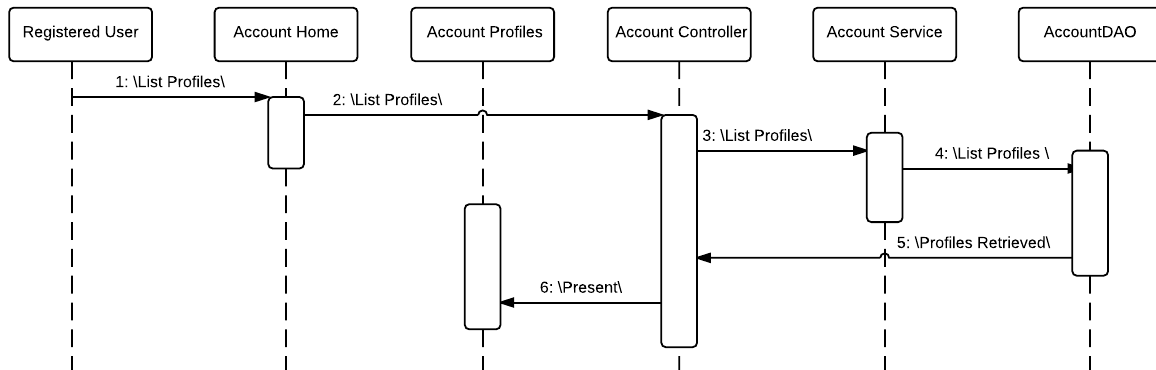 Registered User
Account Home
Account Profiles
Account Controller
Account Service
AccountDAO
1: \List Profiles\
2: \List Profiles\
3: \List Profiles\
4: \List Profiles \
5: \Profiles Retrieved\
6: \Present\